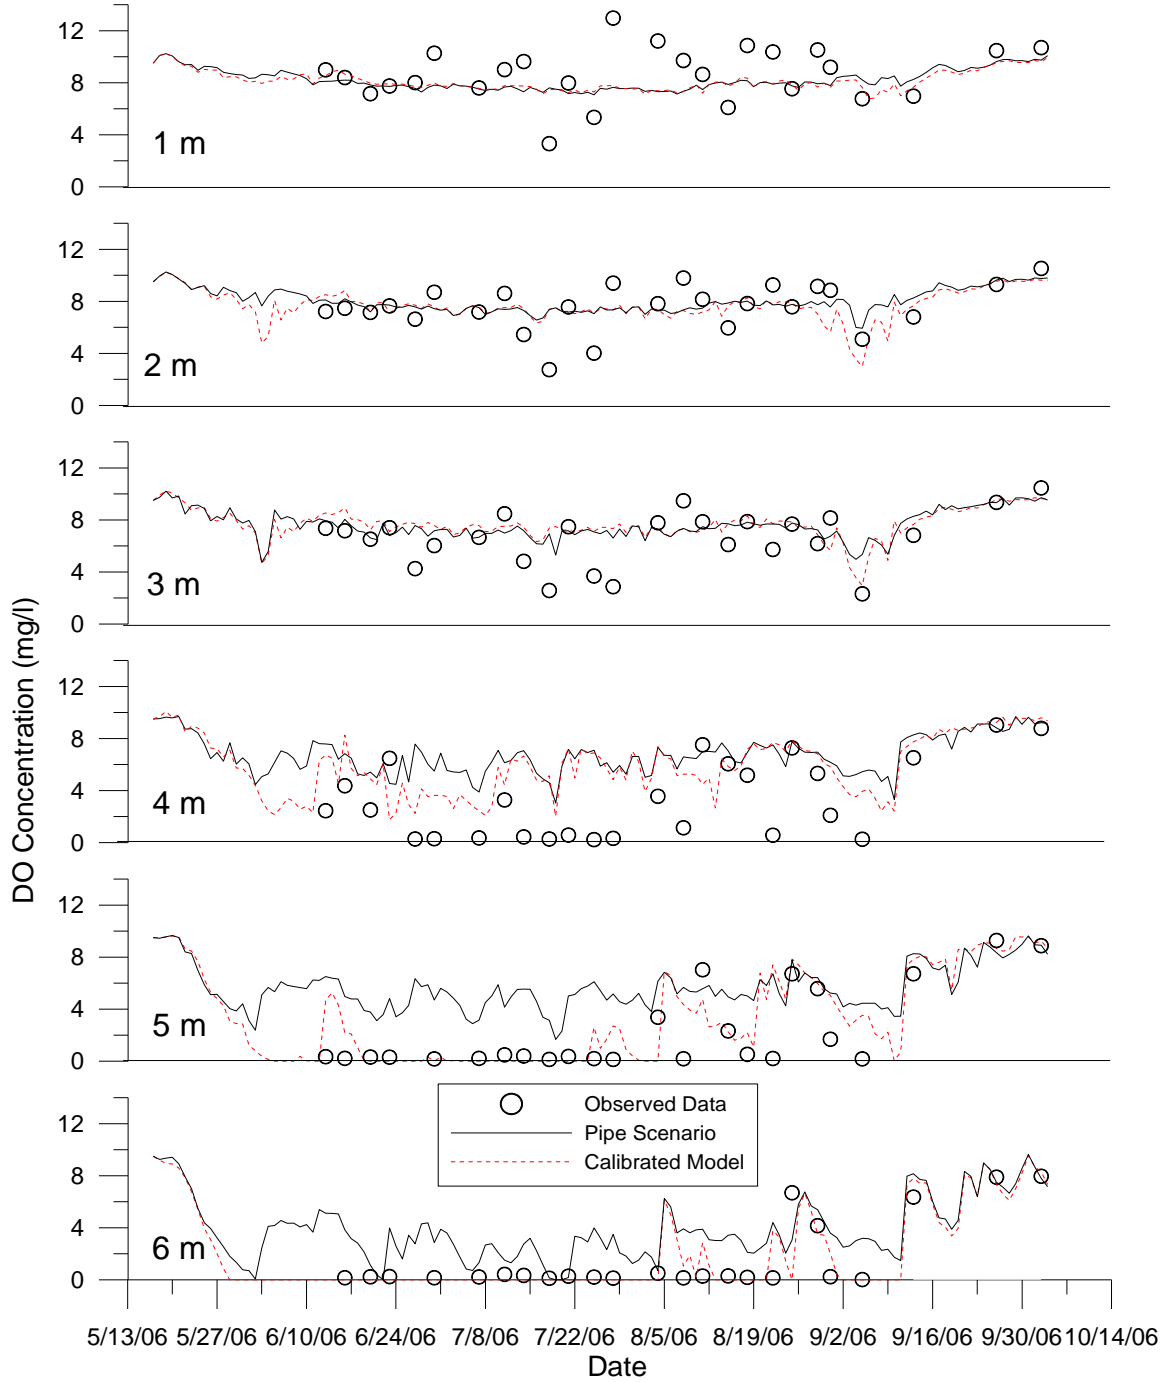 12
8
4
0
1 m
12
8
4
0
2 m
12
8
4
0
3 m
12
8
4
0
4 m
12
8
4
0
5 m
12
8
4
0
6 m
DO Concentration (mg/l)
Observed Data
Pipe Scenario
Calibrated Model
5/13/06 5/27/06 6/10/06 6/24/06 7/8/06 7/22/06 8/5/06 8/19/06 9/2/06 9/16/06 9/30/06 10/14/06
Date